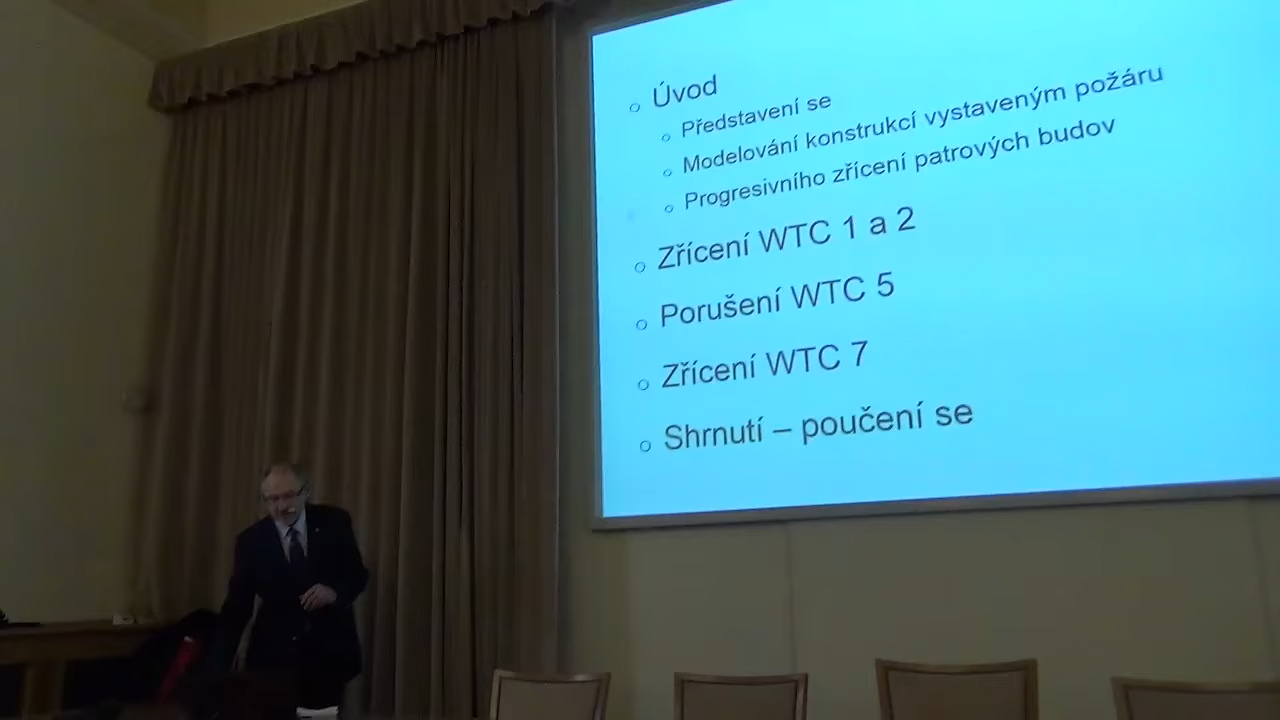 Úvod
Představení se
Modelování konstrukcí vystaveným požáru
Progresivního zřícení patrových budov
Zřícení WTC 1 a 2
Porušení WTC 5
Zřícení WTC 7
Shrnutí – poučení se